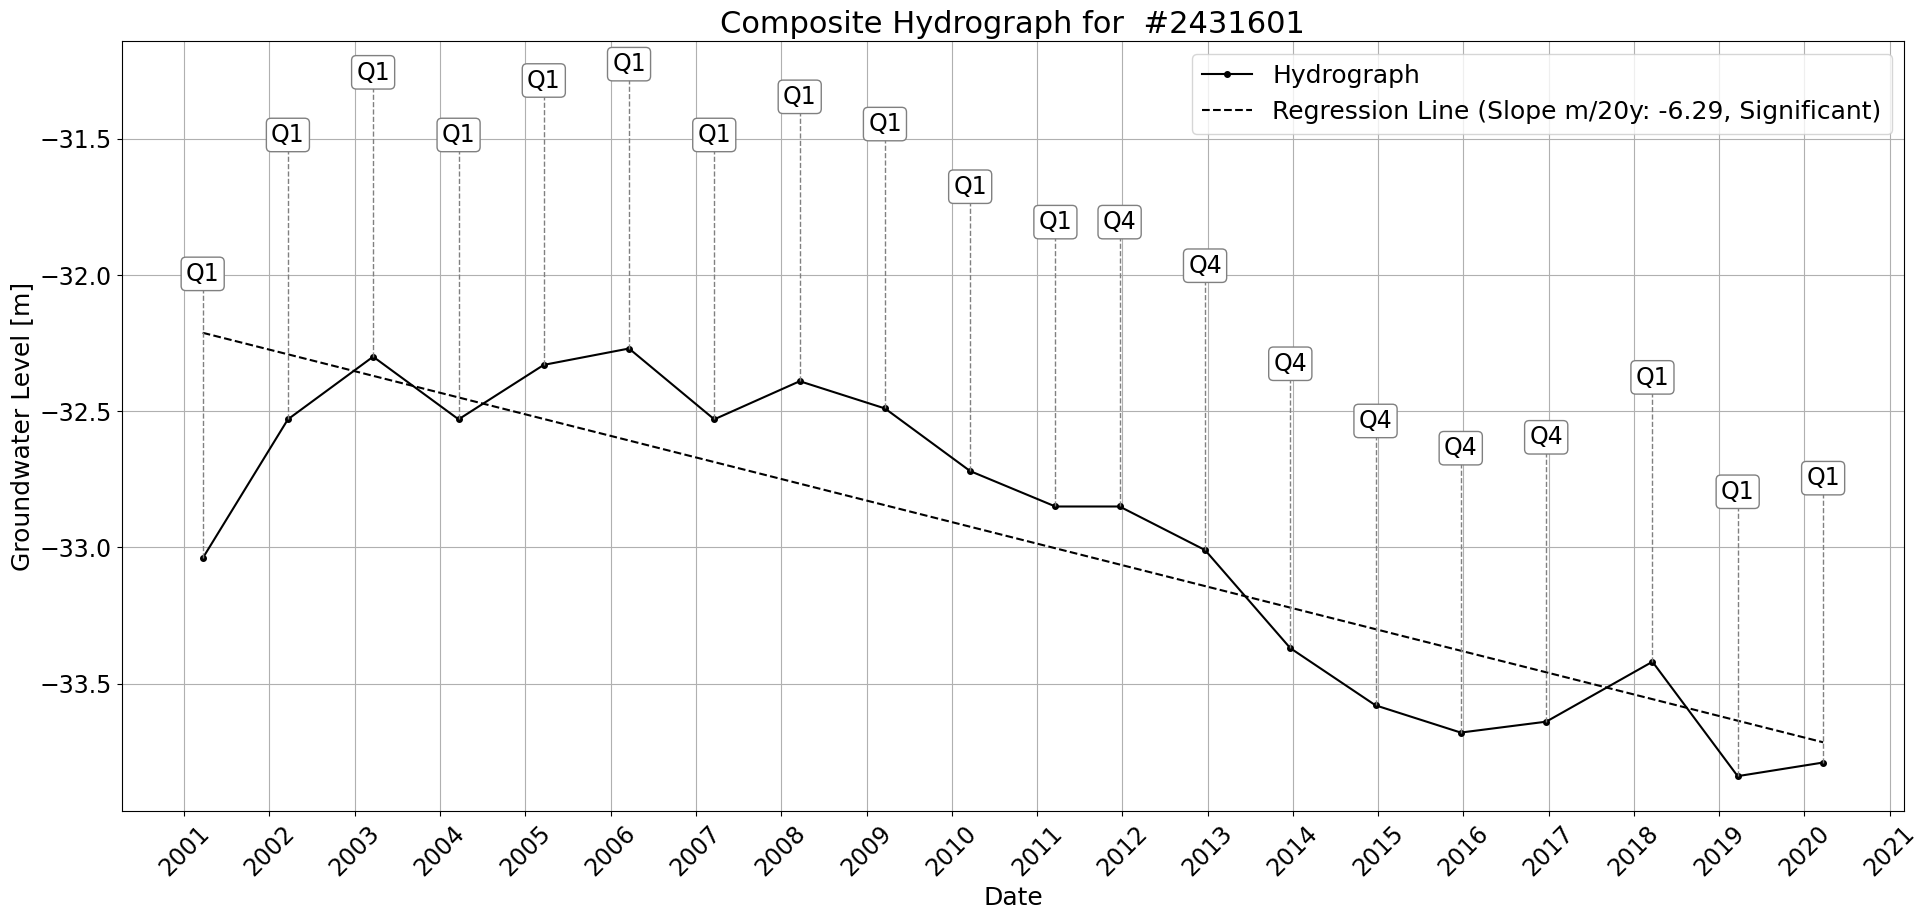 Composite Hydrograph for  #2431601
Hydrograph
Regression Line (Slope m/20y: -6.29, Significant)
Q1
Q1
Q1
Q1
Q1
Q1
Q1
Q1
Q1
Q1
Q1
Q4
Q4
Q4
Q4
Q4
Q4
Q1
Q1
Q1
Groundwater Level [m]
−31.5
−32.0
−32.5
−33.0
−33.5
2001
2002
2003
2004
2005
2006
2007
2008
2009
2010
2011
2012
2013
2014
2015
2016
2017
2018
2019
2020
2021
Date